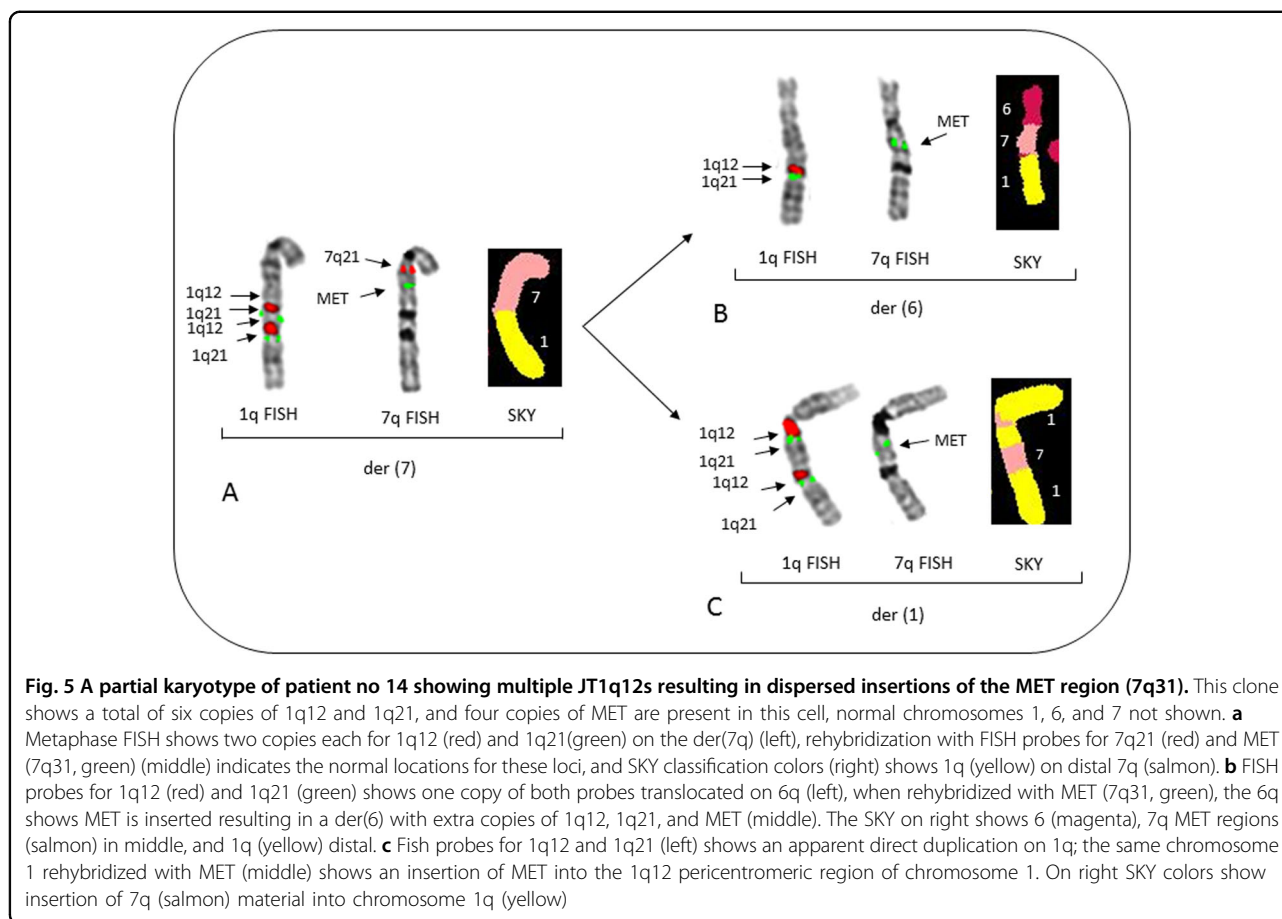 1q12
1q21
1q12
1q21
1q FISH
7q21
MET
7q FISH
7
1
SKY
der (7)
A
1q12
1q21
1q FISH
MET
7q FISH
6
7
1
SKY
der (6)
B
1q12
1q21
1q12
1q21
1q FISH
MET
7q FISH
1
7
1
SKY
der (1)
C
Fig. 5 A partial karyotype of patient no 14 showing multiple JT1q12s resulting in dispersed insertions of the MET region (7q31). This clone
shows a total of six copies of 1q12 and 1q21, and four copies of MET are present in this cell, normal chromosomes 1, 6, and 7 not shown. a
Metaphase FISH shows two copies each for 1q12 (red) and 1q21(green) on the der(7q) (left), rehybridization with FISH probes for 7q21 (red) and MET
(7q31, green) (middle) indicates the normal locations for these loci, and SKY classification colors (right) shows 1q (yellow) on distal 7q (salmon). b FISH
probes for 1q12 (red) and 1q21 (green) shows one copy of both probes translocated on 6q (left), when rehybridized with MET (7q31, green), the 6q
shows MET is inserted resulting in a der(6) with extra copies of 1q12, 1q21, and MET (middle). The SKY on right shows 6 (magenta), 7q MET regions
(salmon) in middle, and 1q (yellow) distal. c Fish probes for 1q12 and 1q21 (left) shows an apparent direct duplication on 1q; the same chromosome
1 rehybridized with MET (middle) shows an insertion of MET into the 1q12 pericentromeric region of chromosome 1. On right SKY colors show
insertion of 7q (salmon) material into chromosome 1q (yellow)